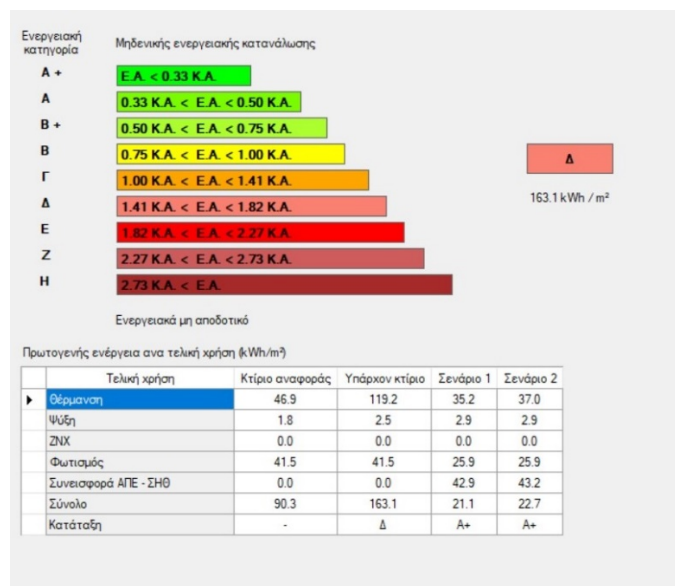 Ενεργειακή
κατηγορία
Μηδενικής ενεργειακής κατανάλωσης
Α +
Ε.Α. < 0.33 Κ.Α.
Α
0.33 Κ.Α. < Ε.Α. < 0.50 Κ.Α.
Β +
0.50 Κ.Α. < Ε.Α. < 0.75 Κ.Α.
Β
0.75 Κ.Α. < Ε.Α. < 1.00 Κ.Α.
Γ
1.00 Κ.Α. < Ε.Α. < 1.41 Κ.Α.
Δ
1.41 Κ.Α. < Ε.Α. < 1.82 Κ.Α.
Ε
1.82 Κ.Α. < Ε.Α. < 2.27 Κ.Α.
Ζ
2.27 Κ.Α. < Ε.Α. < 2.73 Κ.Α.
Η
2.73 Κ.Α. < Ε.Α.
Δ
163.1 kWh / m²
Ενεργειακά μη αποδοτικό
Πρωτογενής ενέργεια ανα τελική χρήση (kWh/m²)
Τελική χρήση Κτίριο αναφοράς Υπάρχον κτίριο Σενάριο 1 Σενάριο 2
Θέρμανση 46.9 119.2 35.2 37.0
Ψύξη 1.8 2.5 2.9 2.9
ΖΝΧ 0.0 0.0 0.0 0.0
Φωτισμός 41.5 41.5 25.9 25.9
Συνεισφορά ΑΠΕ - ΣΗΘ 0.0 0.0 42.9 43.2
Σύνολο 90.3 163.1 21.1 22.7
Κατάταξη - Δ Α+ Α+